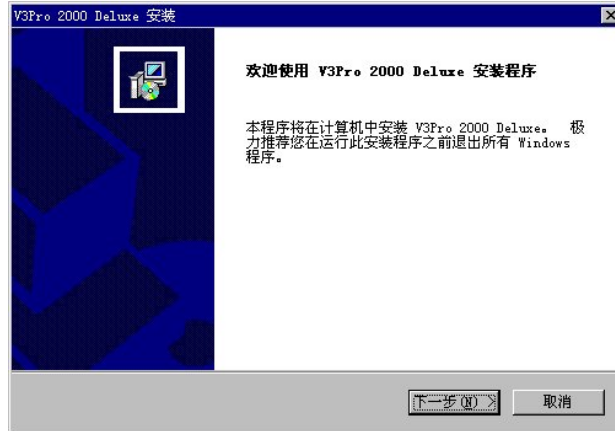 V3Pro 2000 Deluxe 安装
欢迎使用 V3Pro 2000 Deluxe 安装程序
本程序将在计算机中安装 V3Pro 2000 Deluxe。 极
力推荐您在运行此安装程序之前退出所有 Windows
程序。
下一步(N) > 取消